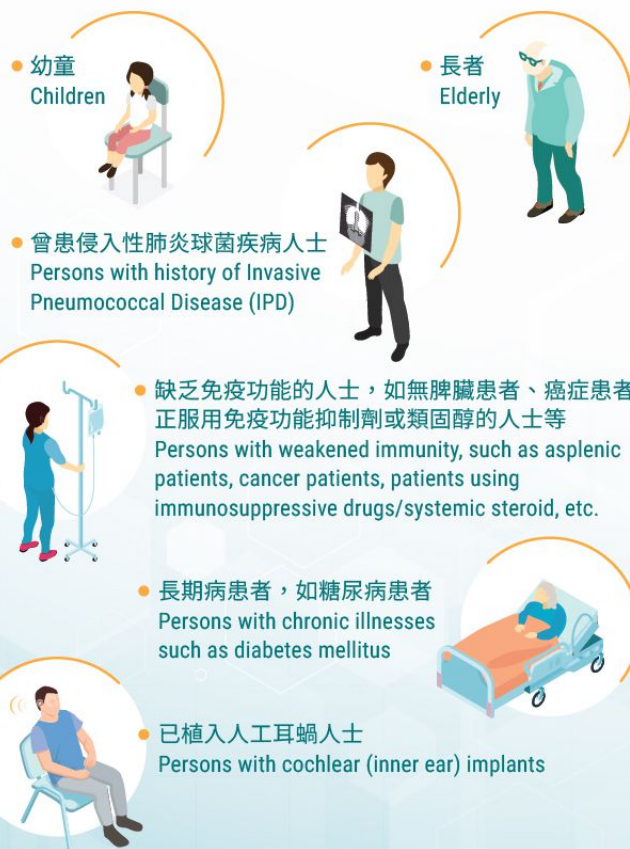 幼童
Children
長者
Elderly
曾患侵入性肺炎球菌疾病人士
Persons with history of Invasive
Pneumococcal Disease (IPD)
缺乏免疫功能的人士，如無脾臟患者、癌症患者
正服用免疫功能抑制劑或類固醇的人士等
Persons with weakened immunity, such as asplenic
patients, cancer patients, patients using
immunosuppressive drugs/systemic steroid, etc.
長期病患者，如糖尿病患者
Persons with chronic illnesses
such as diabetes mellitus
已植入人工耳蝸人士
Persons with cochlear (inner ear) implants